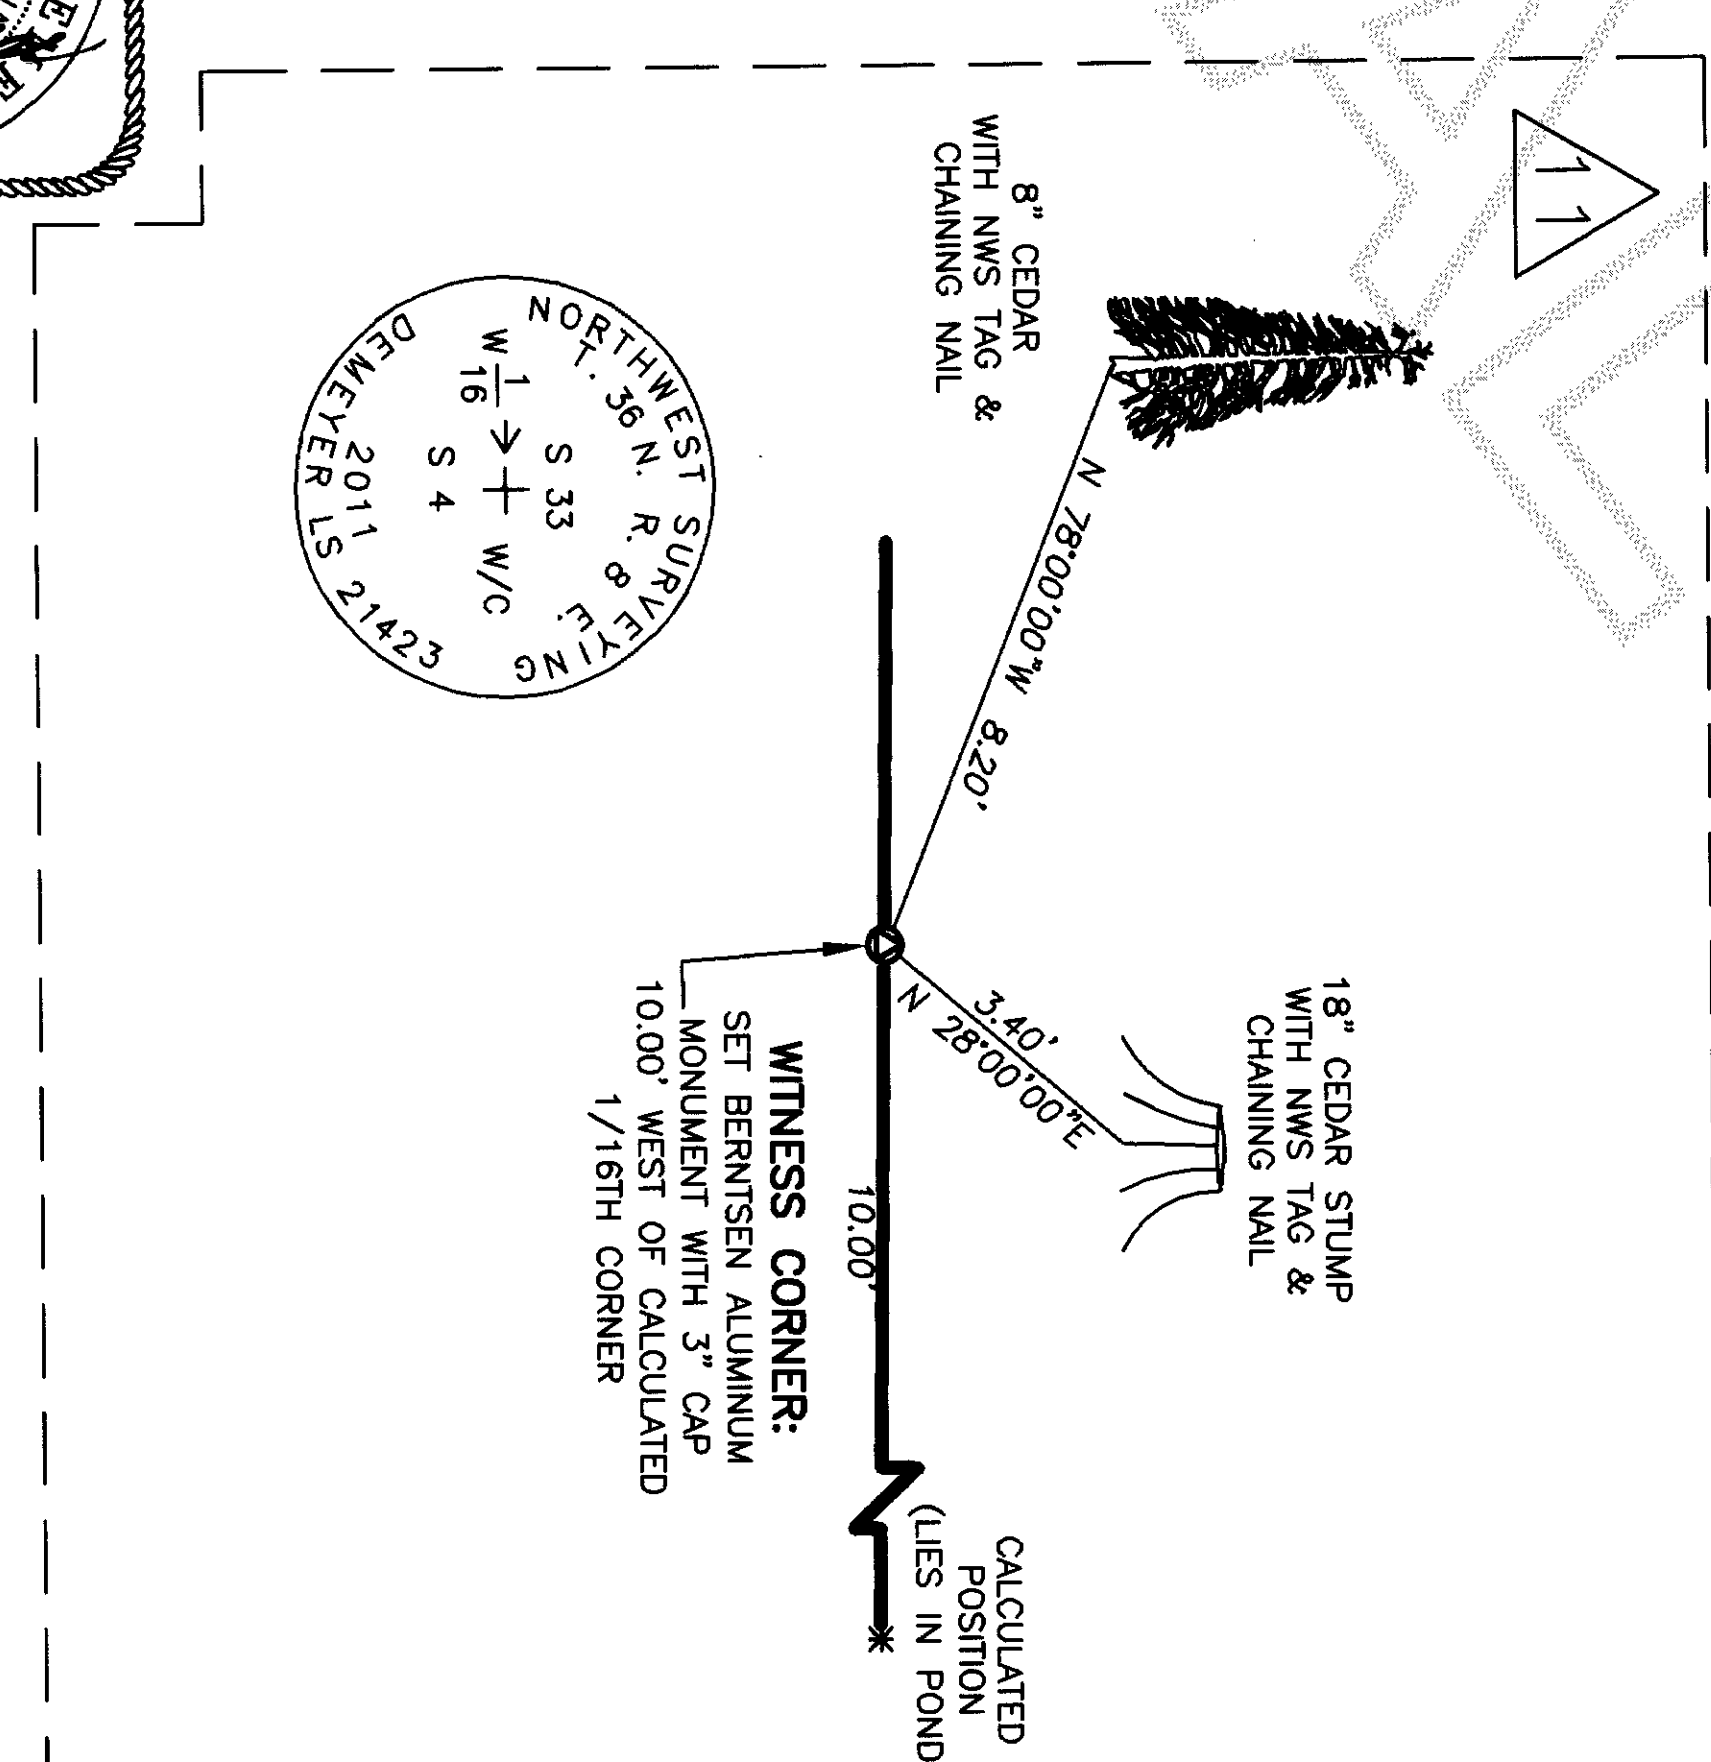 11
8" CEDAR
WITH NWS TAG &
CHAINING NAIL
18" CEDAR STUMP
WITH NWS TAG &
CHAINING NAIL
N 78°00'00"W 8.20'
3.40'
N 28°00'00"E
CALCULATED
POSITION
(LIES IN POND
10.00'
WITNESS CORNER:
SET BERNTSEN ALUMINUM
MONUMENT WITH 3" CAP
10.00' WEST OF CALCULATED
1/16TH CORNER
NORTHWEST SURVEYING
T. 36 N. R. 8 E.
S 33
W 1/16 W/C
S 4
2011
DEMEYER LS 21423